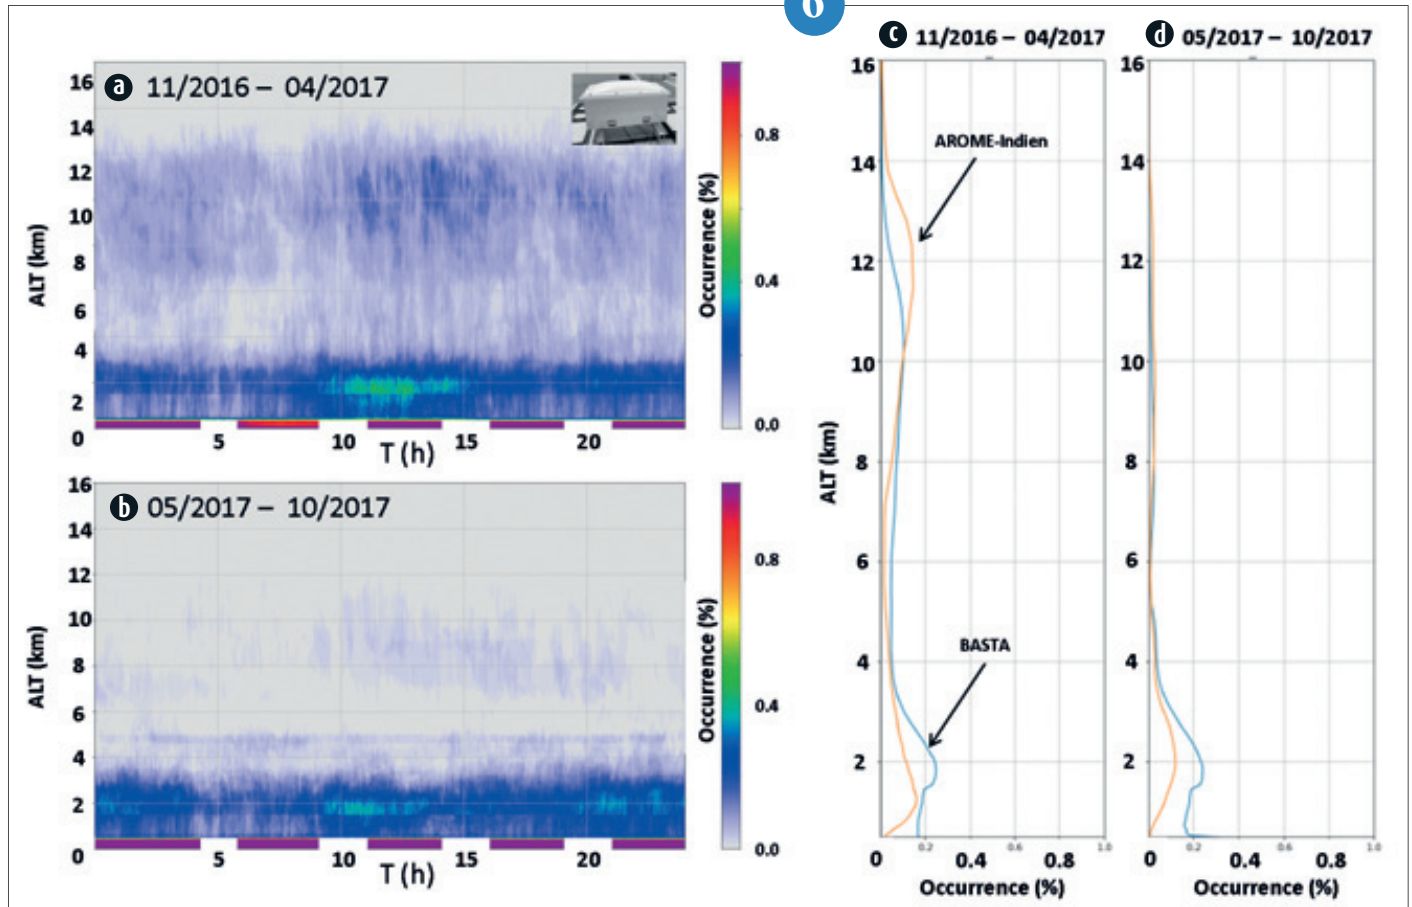 6
a 11/2016 – 04/2017
16
14
12
10
8
6
4
2
0
ALT (km)
5
10
15
20
T (h)
0.8
0.4
0.0
Occurrence (%)
b 05/2017 – 10/2017
16
14
12
10
8
6
4
2
0
ALT (km)
5
10
15
20
T (h)
0.8
0.4
0.0
Occurrence (%)
c 11/2016 – 04/2017
16
14
12
10
8
6
4
2
ALT (km)
AROME-Indien
BASTA
0 0.2 0.4 0.6 0.8 1.0
Occurrence (%)
d 05/2017 – 10/2017
16
14
12
10
8
6
4
2
0 0.2 0.4 0.6 0.8 1.0
Occurrence (%)